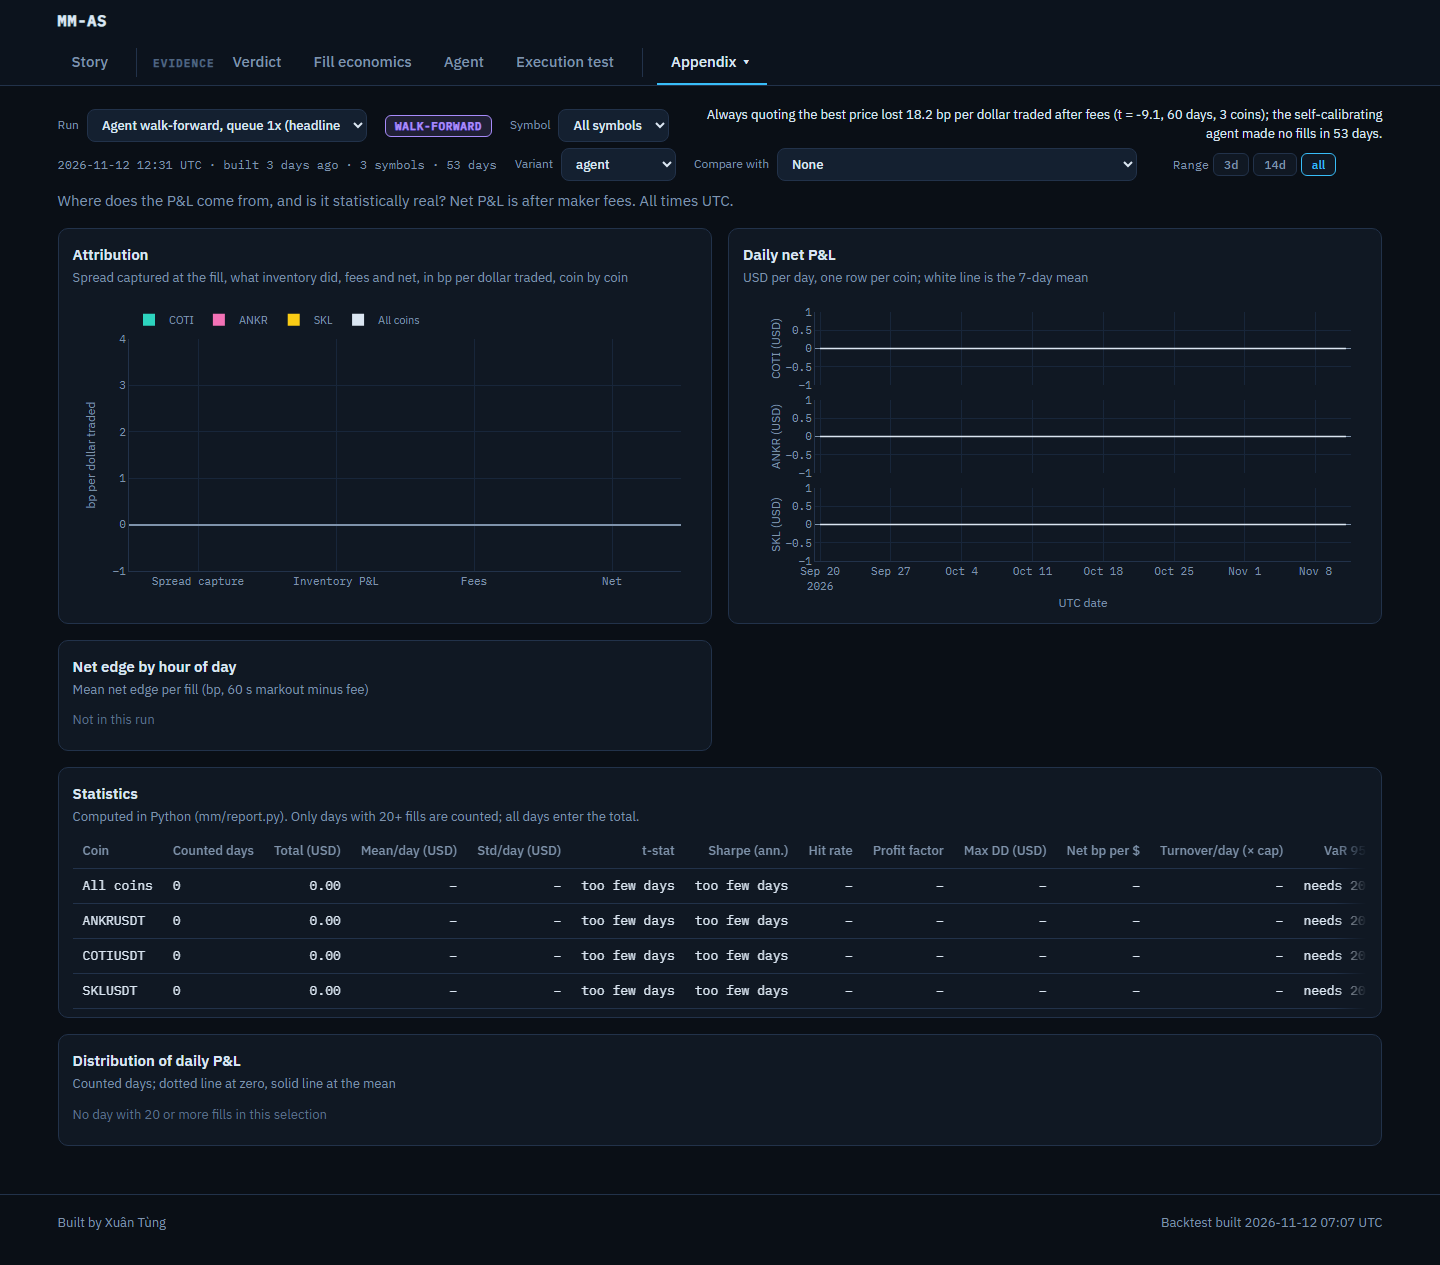 MM-AS
Story EVIDENCE Verdict Fill economics Agent Execution test Appendix ▾
Run Agent walk-forward, queue 1x (headline WALK-FORWARD Symbol All symbols
Always quoting the best price lost 18.2 bp per dollar traded after fees (t = -9.1, 60 days, 3 coins); the self-calibrating
agent made no fills in 53 days.
2026-11-12 12:31 UTC · built 3 days ago · 3 symbols · 53 days Variant agent Compare with None Range 3d 14d all
Where does the P&L come from, and is it statistically real? Net P&L is after maker fees. All times UTC.
Attribution
Spread captured at the fill, what inventory did, fees and net, in bp per dollar traded, coin by coin
COTI ANKR SKL All coins
bp per dollar traded
4
3
2
1
0
−1
Spread capture Inventory P&L Fees Net
Daily net P&L
USD per day, one row per coin; white line is the 7-day mean
COTI (USD)
1
0.5
0
−0.5
−1
ANKR (USD)
1
0.5
0
−0.5
−1
SKL (USD)
1
0.5
0
−0.5
−1
Sep 20 Sep 27 Oct 4 Oct 11 Oct 18 Oct 25 Nov 1 Nov 8
2026
UTC date
Net edge by hour of day
Mean net edge per fill (bp, 60 s markout minus fee)
Not in this run
Statistics
Computed in Python (mm/report.py). Only days with 20+ fills are counted; all days enter the total.
Coin Counted days Total (USD) Mean/day (USD) Std/day (USD) t-stat Sharpe (ann.) Hit rate Profit factor Max DD (USD) Net bp per $ Turnover/day (× cap) VaR 95
All coins 0 0.00 – – too few days too few days – – – – – needs 20
ANKRUSDT 0 0.00 – – too few days too few days – – – – – needs 20
COTIUSDT 0 0.00 – – too few days too few days – – – – – needs 20
SKLUSDT 0 0.00 – – too few days too few days – – – – – needs 20
Distribution of daily P&L
Counted days; dotted line at zero, solid line at the mean
No day with 20 or more fills in this selection
Built by Xuân Tùng
Backtest built 2026-11-12 07:07 UTC